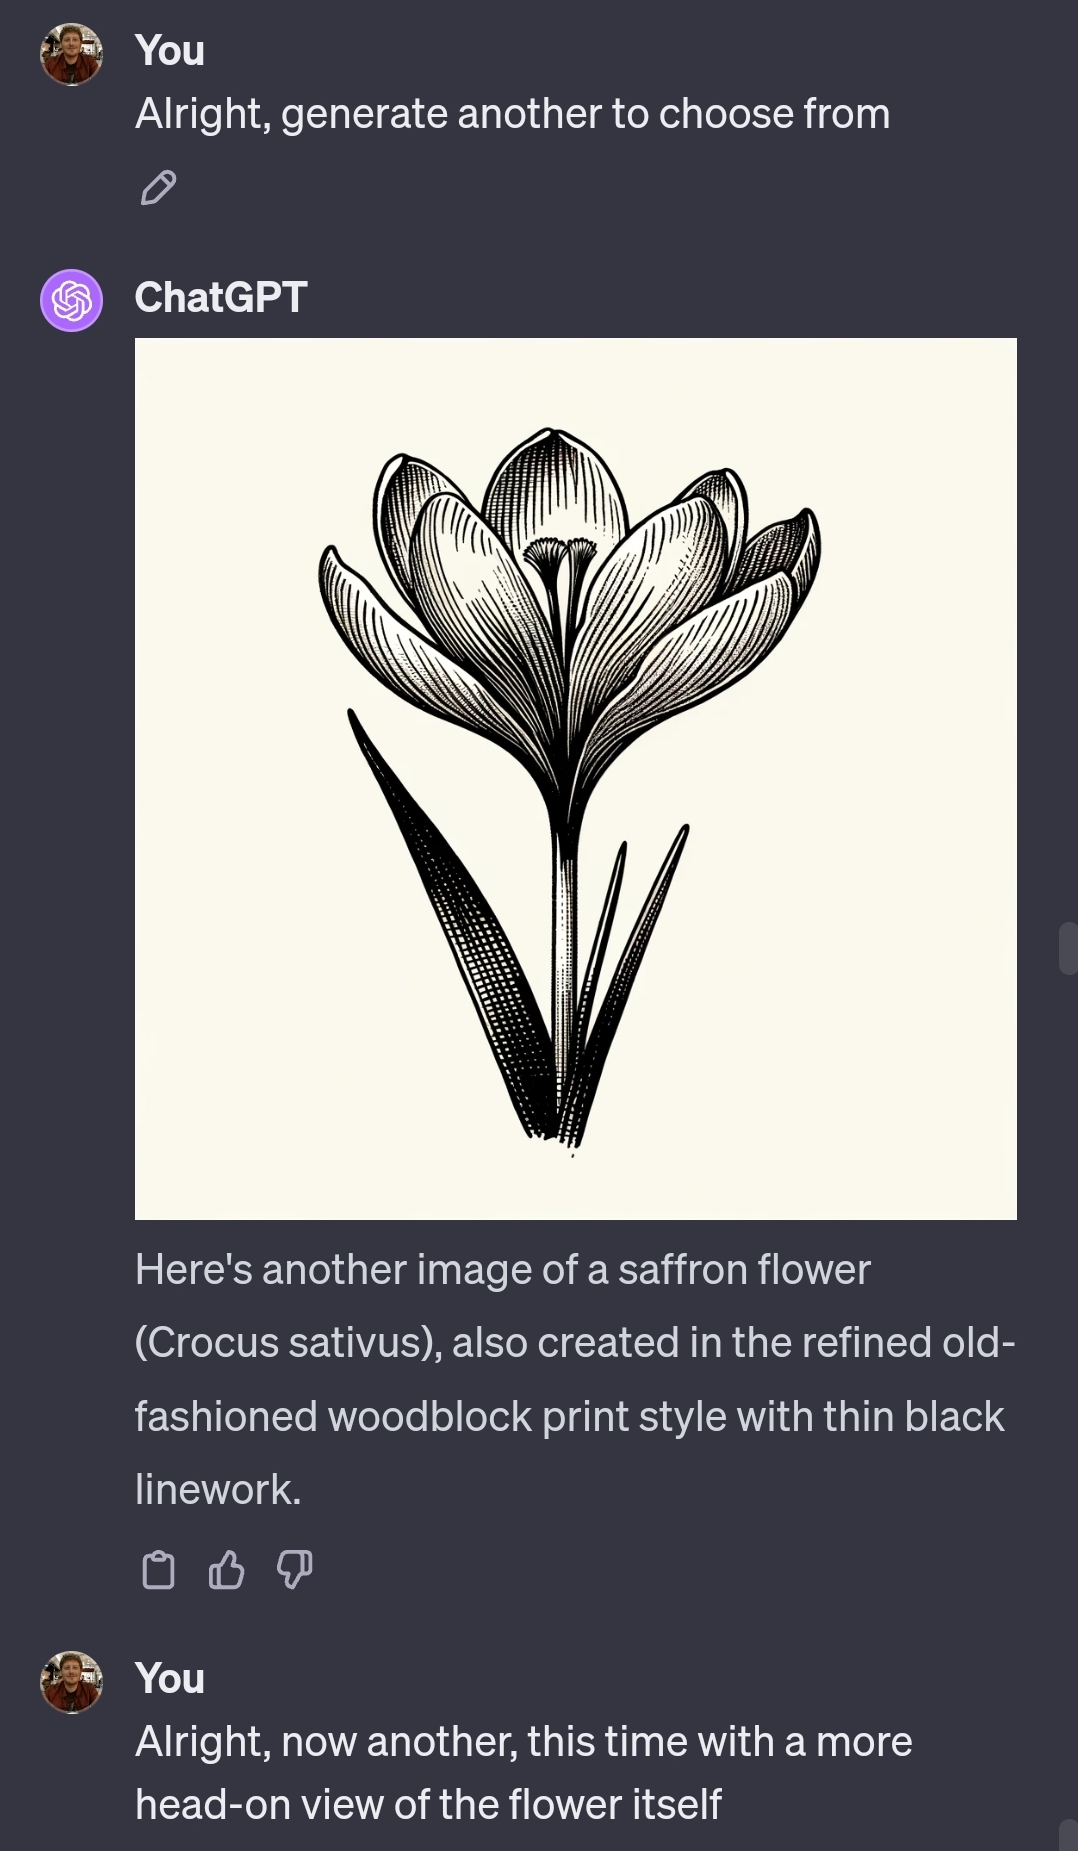 You
Alright, generate another to choose from
ChatGPT
Here's another image of a saffron flower
(Crocus sativus), also created in the refined old-
fashioned woodblock print style with thin black
linework.
You
Alright, now another, this time with a more
head-on view of the flower itself